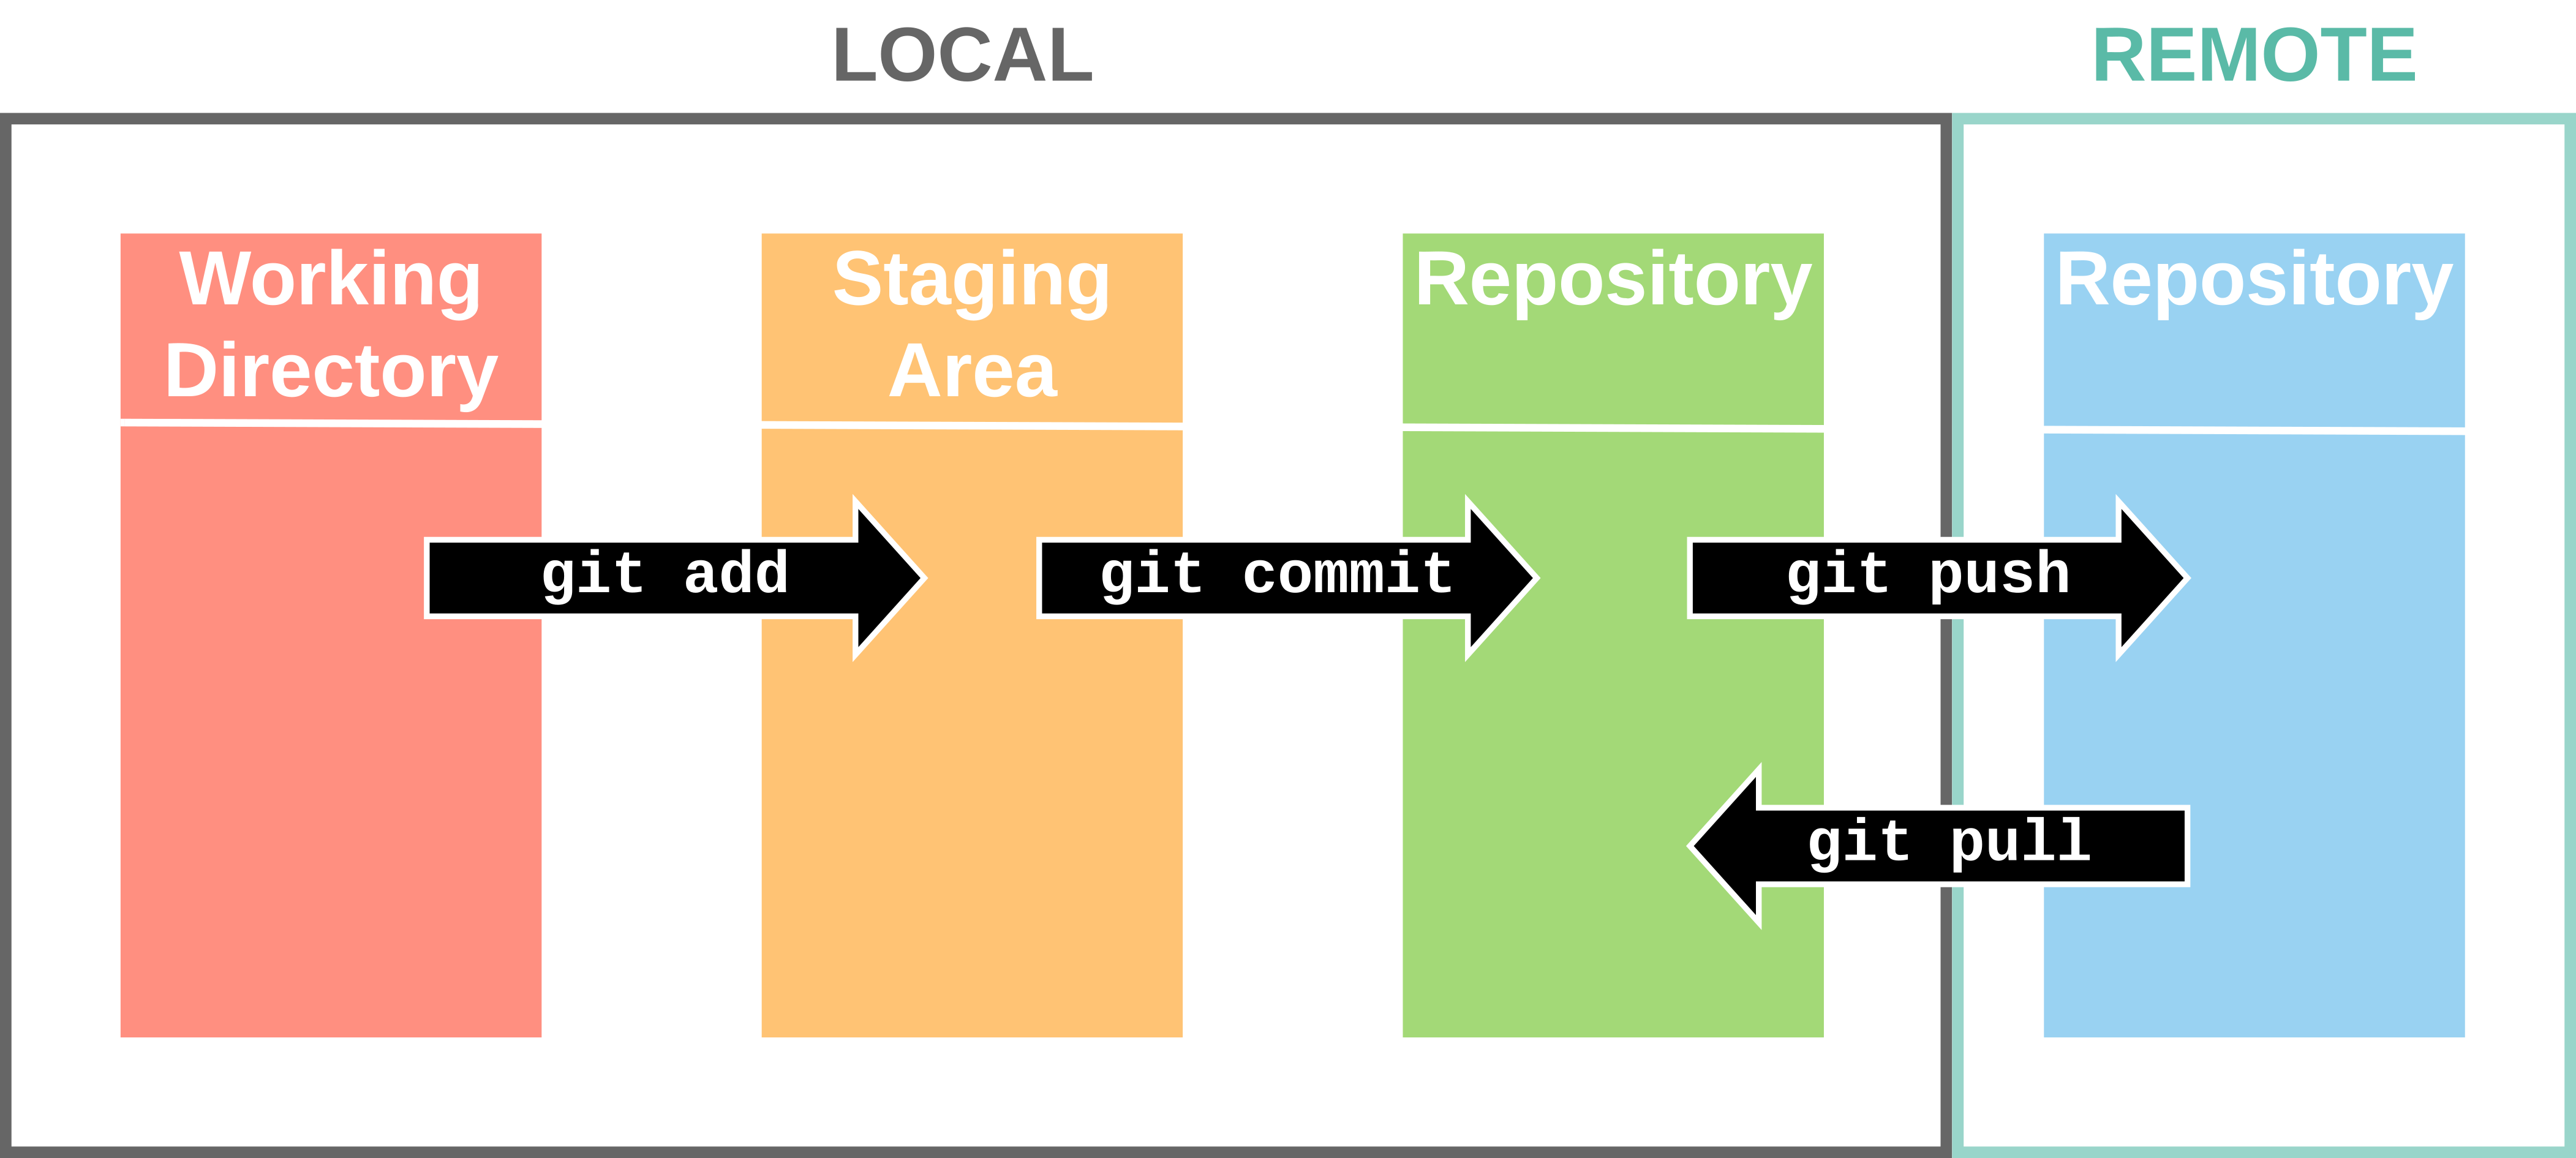 LOCAL
REMOTE
Working
Directory
Staging
Area
Repository
Repository
git add
git commit
git push
git pull